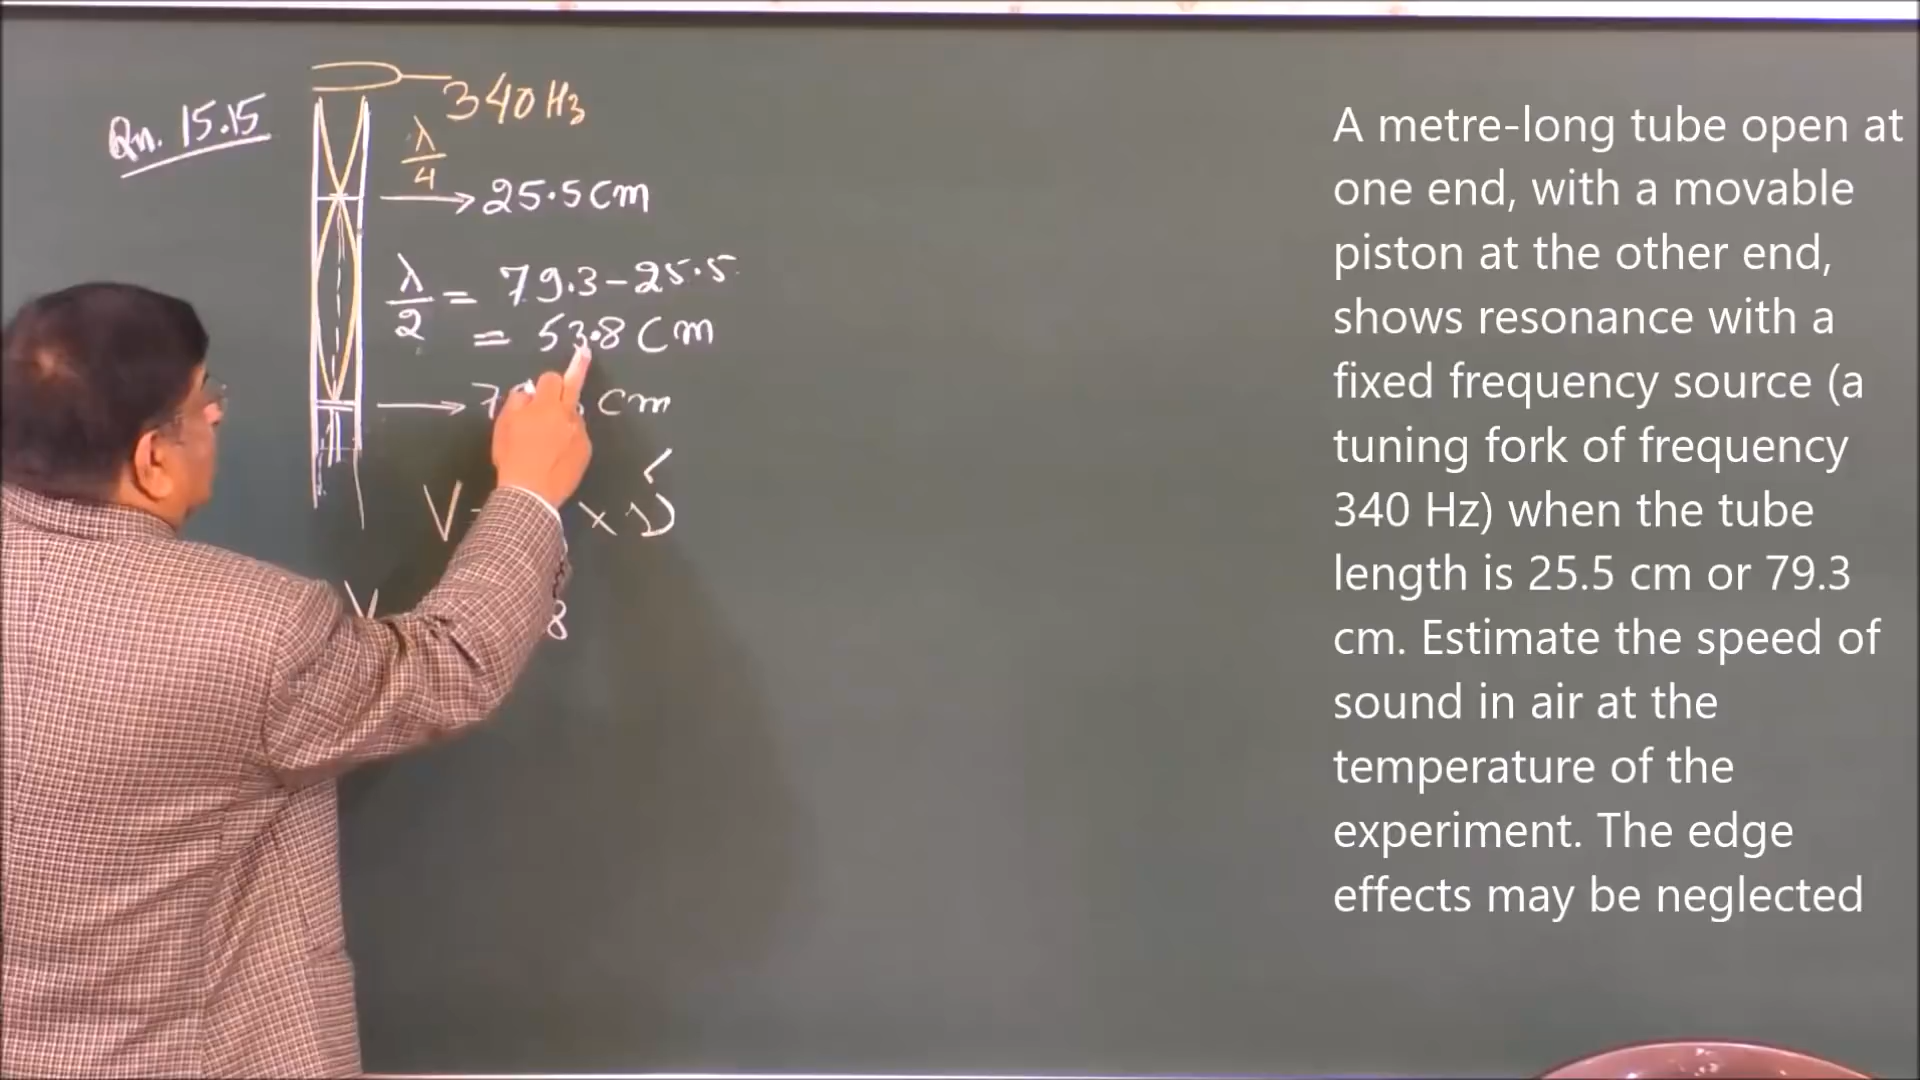 Qn. 15.15
340 Hz
λ/4
25.5 cm
λ/2 = 79.3 - 25.5
= 53.8 Cm
cm
V
V
8
A metre-long tube open at
one end, with a movable
piston at the other end,
shows resonance with a
fixed frequency source (a
tuning fork of frequency
340 Hz) when the tube
length is 25.5 cm or 79.3
cm. Estimate the speed of
sound in air at the
temperature of the
experiment. The edge
effects may be neglected